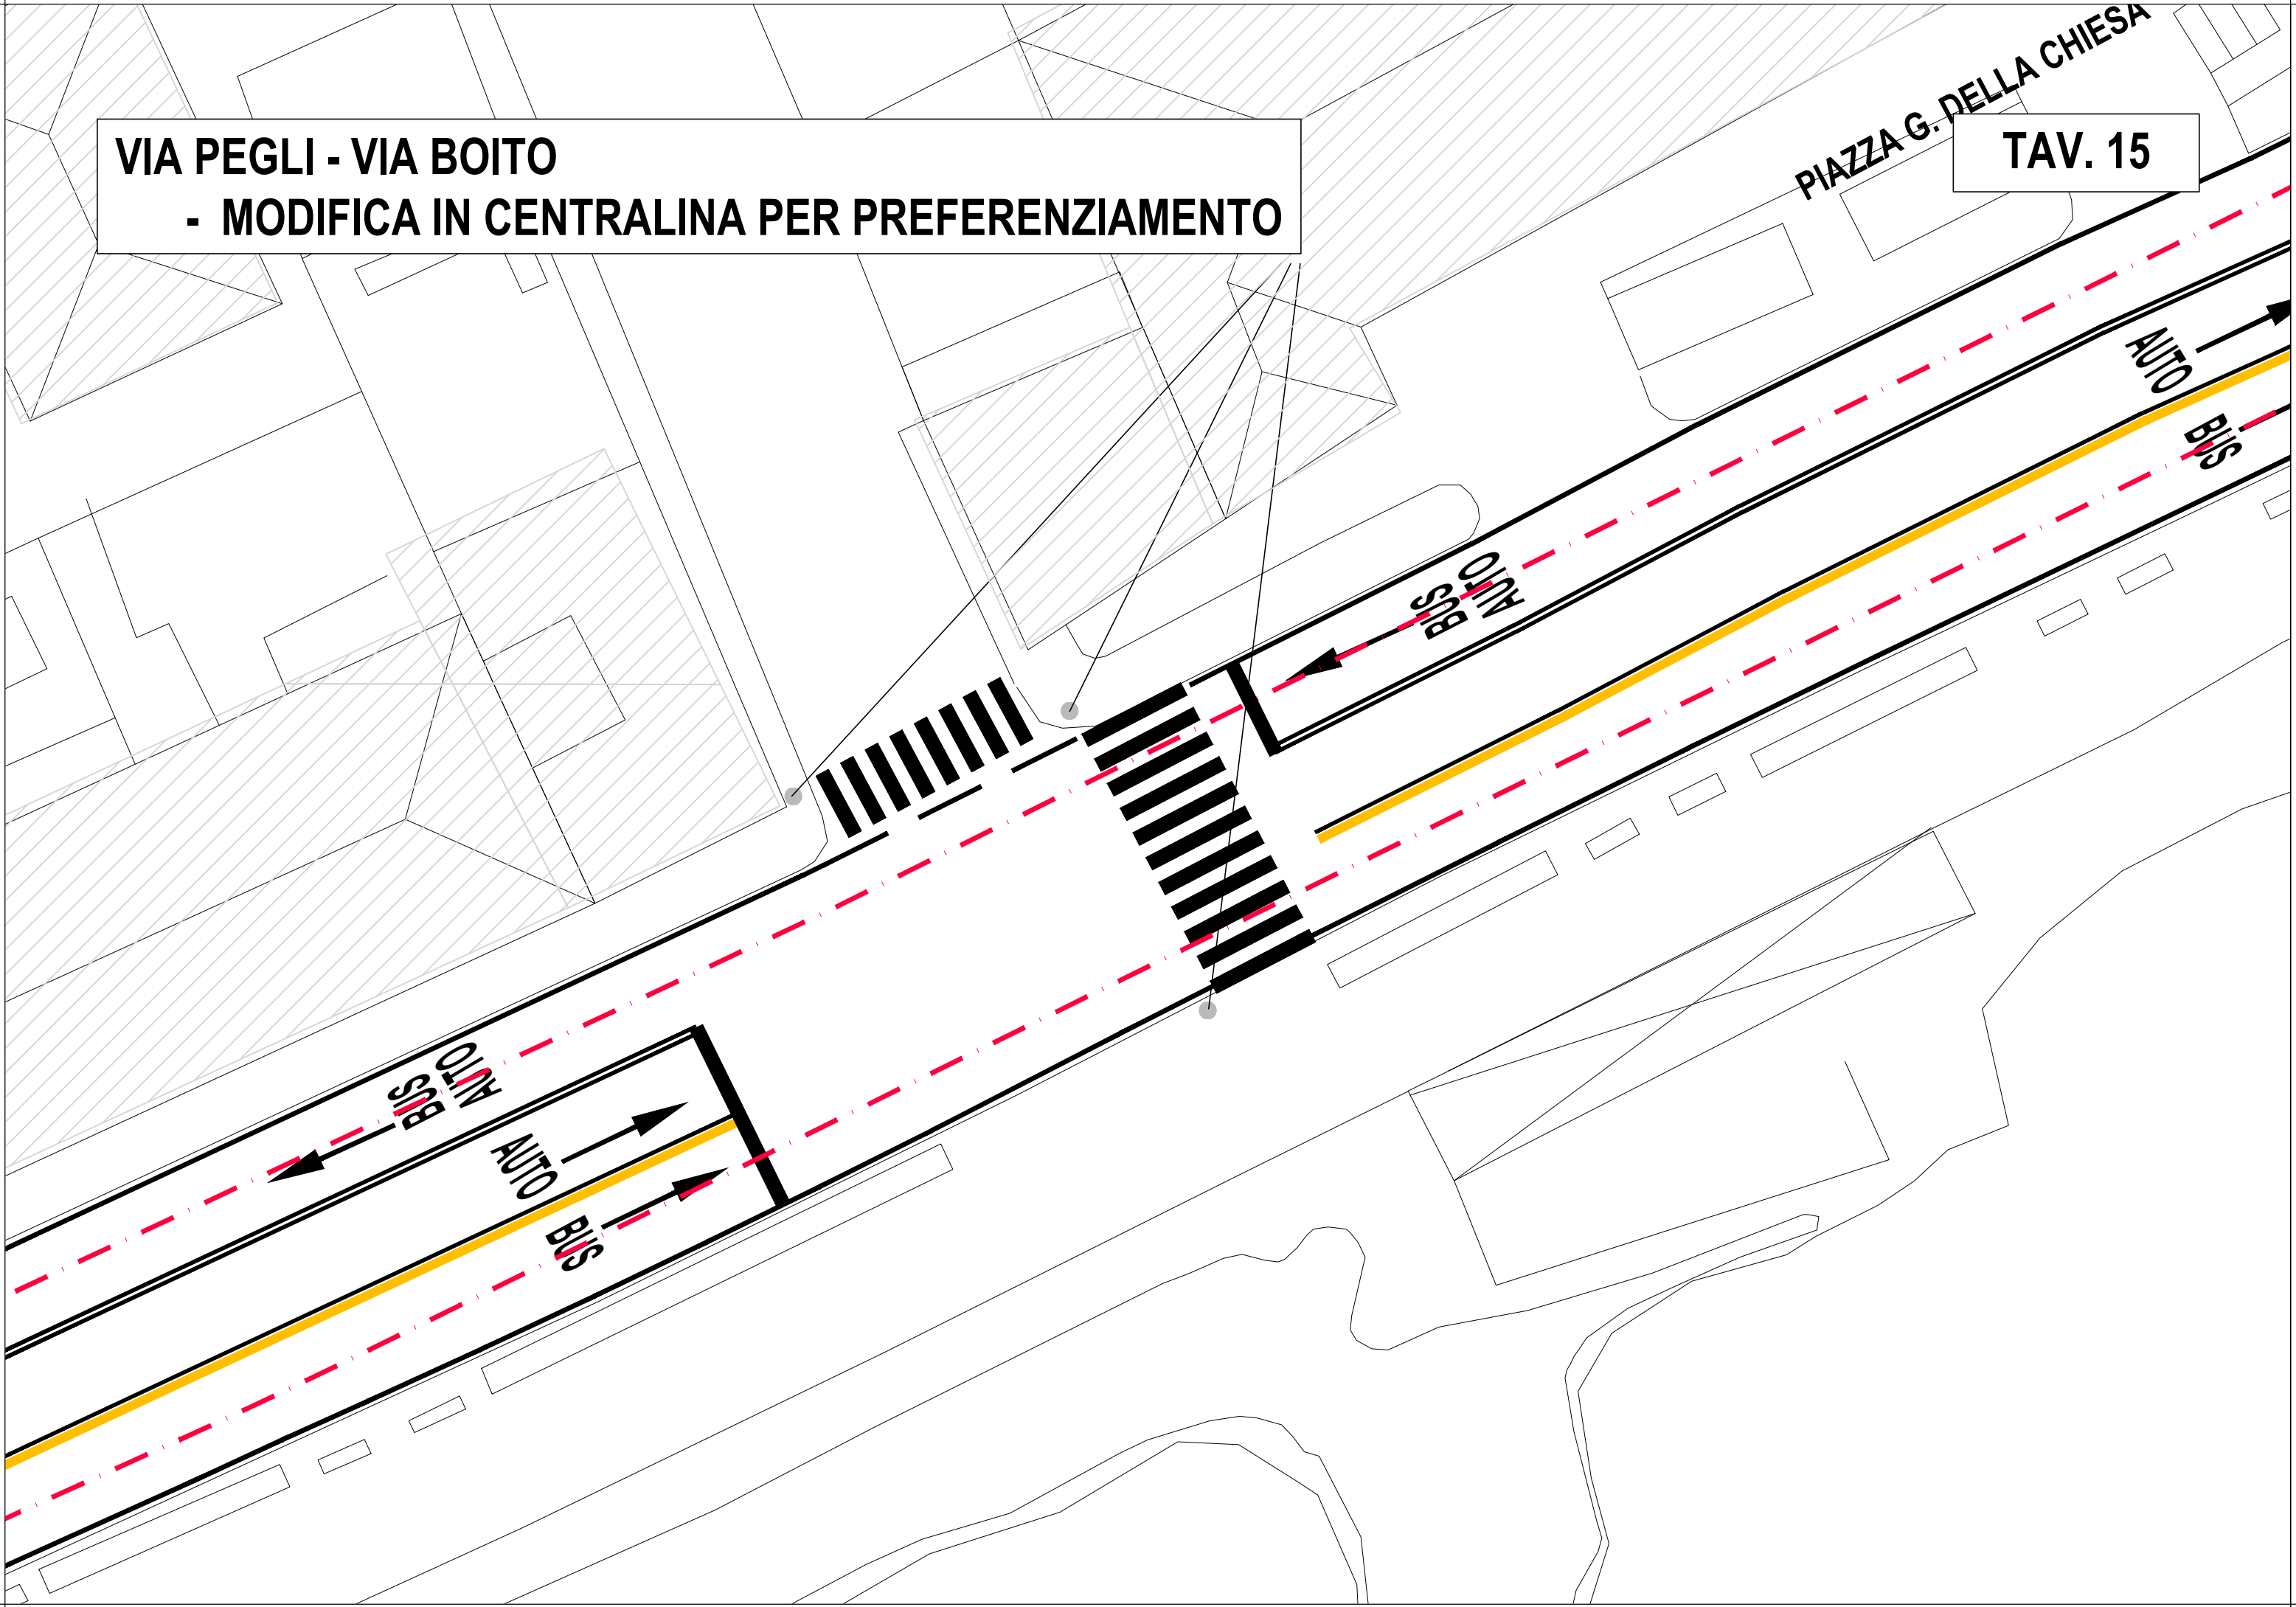 VIA PEGLI - VIA BOITO
- MODIFICA IN CENTRALINA PER PREFERENZIAMENTO
PIAZZA G. DELLA CHIESA
TAV. 15
AUTO
BUS
AUTO
BUS
AUTO
BUS
AUTO
BUS